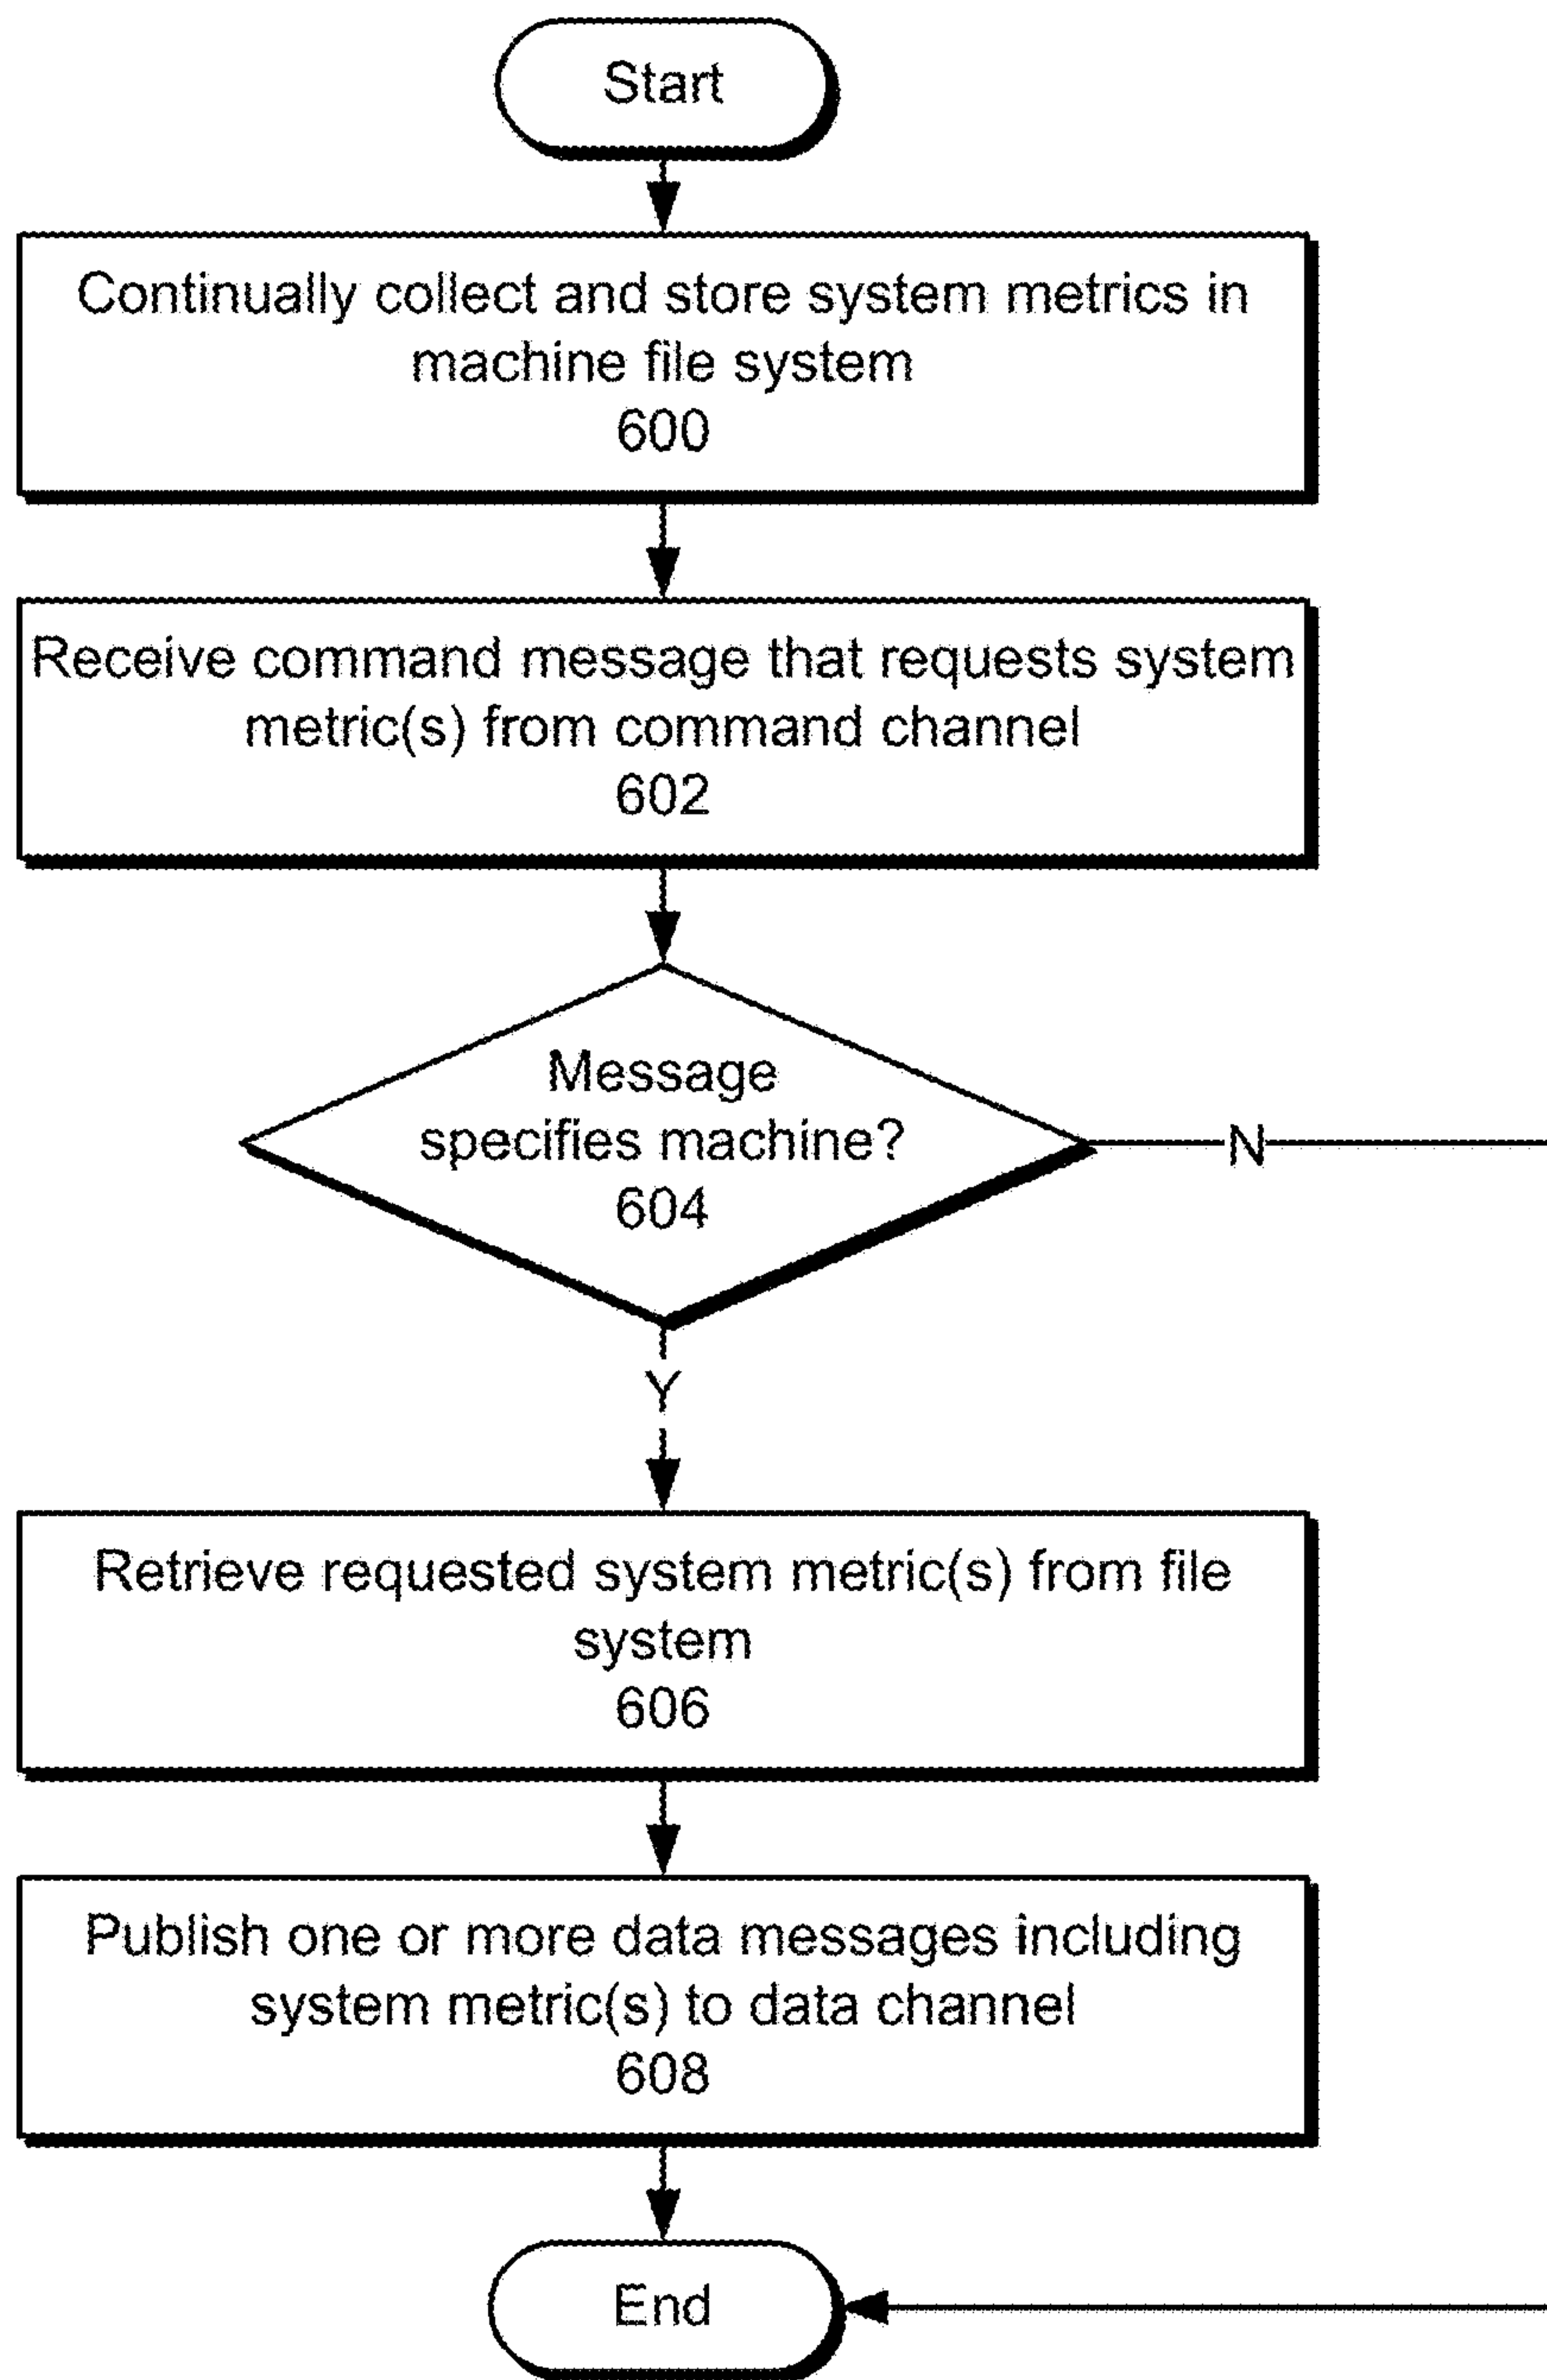 Start
Continually collect and store system metrics in
machine file system
600
Receive command message that requests system
metric(s) from command channel
602
Message
specifies machine?
604
N
Y
Retrieve requested system metric(s) from file
system
606
Publish one or more data messages including
system metric(s) to data channel
608
End